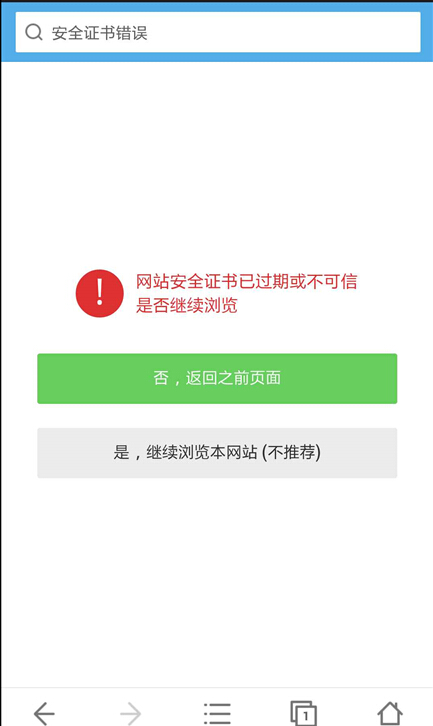 安全证书错误
网站安全证书已过期或不可信
是否继续浏览
否，返回之前页面
是，继续浏览本网站 (不推荐)
1